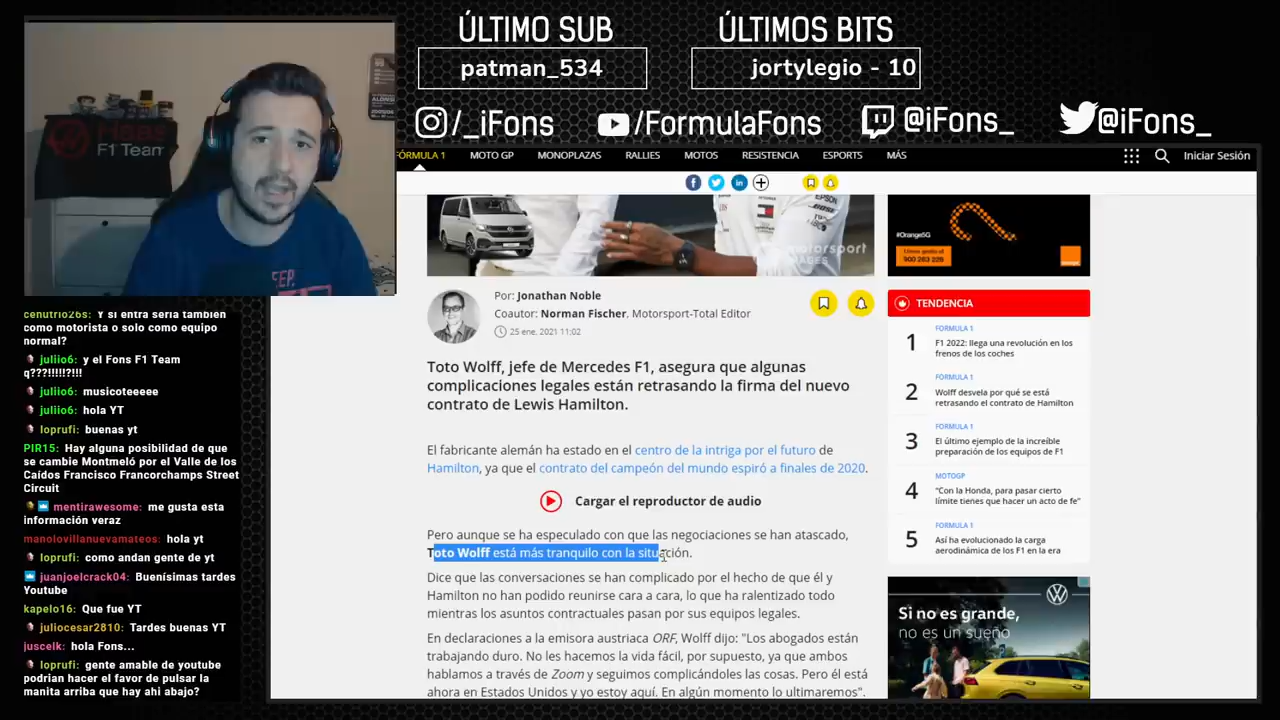 ÚLTIMO SUB
patman_534
ÚLTIMOS BITS
jortylegio - 10
/_iFons
/FormulaFons
@iFons_
@iFons_
F1 Team
FÓRMULA 1 MOTO GP MONOPLAZAS RALLIES MOTOS RESISTENCIA ESPORTS MÁS Iniciar Sesión
EPSON
motorsport
IMAGES
#Orange5G
900 263 226
Por: Jonathan Noble
Coautor: Norman Fischer, Motorsport-Total Editor
25 ene. 2021 11:02
Toto Wolff, jefe de Mercedes F1, asegura que algunas
complicaciones legales están retrasando la firma del nuevo
contrato de Lewis Hamilton.
El fabricante alemán ha estado en el centro de la intriga por el futuro de
Hamilton, ya que el contrato del campeón del mundo espiró a finales de 2020.
Cargar el reproductor de audio
Pero aunque se ha especulado con que las negociaciones se han atascado,
Toto Wolff está más tranquilo con la situación.
Dice que las conversaciones se han complicado por el hecho de que él y
Hamilton no han podido reunirse cara a cara, lo que ha ralentizado todo
mientras los asuntos contractuales pasan por sus equipos legales.
En declaraciones a la emisora austriaca ORF, Wolff dijo: "Los abogados están
trabajando duro. No les hacemos la vida fácil, por supuesto, ya que ambos
hablamos a través de Zoom y seguimos complicándoles las cosas. Pero él está
ahora en Estados Unidos y yo estoy aquí. En algún momento lo ultimaremos".
TENDENCIA
1
FORMULA 1
F1 2022: llega una revolución en los
frenos de los coches
2
FORMULA 1
Wolff desvela por qué se está
retrasando el contrato de Hamilton
3
FORMULA 1
El último ejemplo de la increíble
preparación de los equipos de F1
4
MOTOGP
"Con la Honda, para pasar cierto
límite tienes que hacer un acto de fe"
5
FORMULA 1
Así ha evolucionado la carga
aerodinámica de los F1 en la era
Si no es grande,
no es un sueño
cenutrio26s: Y si entra sería también
como motorista o solo como equipo
normal?
juliio6: y el Fons F1 Team
q???!!!!!?!!!
juliio6: musicoteeeee
juliio6: hola YT
loprufi: buenas yt
PIR15: Hay alguna posibilidad de que
se cambie Montmeló por el Valle de los
Caídos Francisco Francorchamps Street
Circuit
mentirawesome: me gusta esta
información veraz
manolovillanuevamateos: hola yt
loprufi: como andan gente de yt
juanjoelcrack04: Buenísimas tardes
Youtube
kapelo16: Que fue YT
juliocesar2810: Tardes buenas YT
juscelk: hola Fons...
loprufi: gente amable de youtube
podrian hacer el favor de pulsar la
manita arriba que hay ahi abajo?